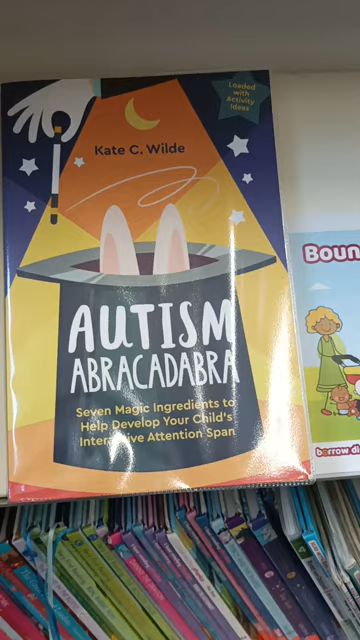 Loaded
with
Activity
Ideas
Kate C. Wilde
AUTISM
ABRACADABRA
Seven Magic Ingredients to
Help Develop Your Child's
Interactive Attention Span
Boun
borrow di